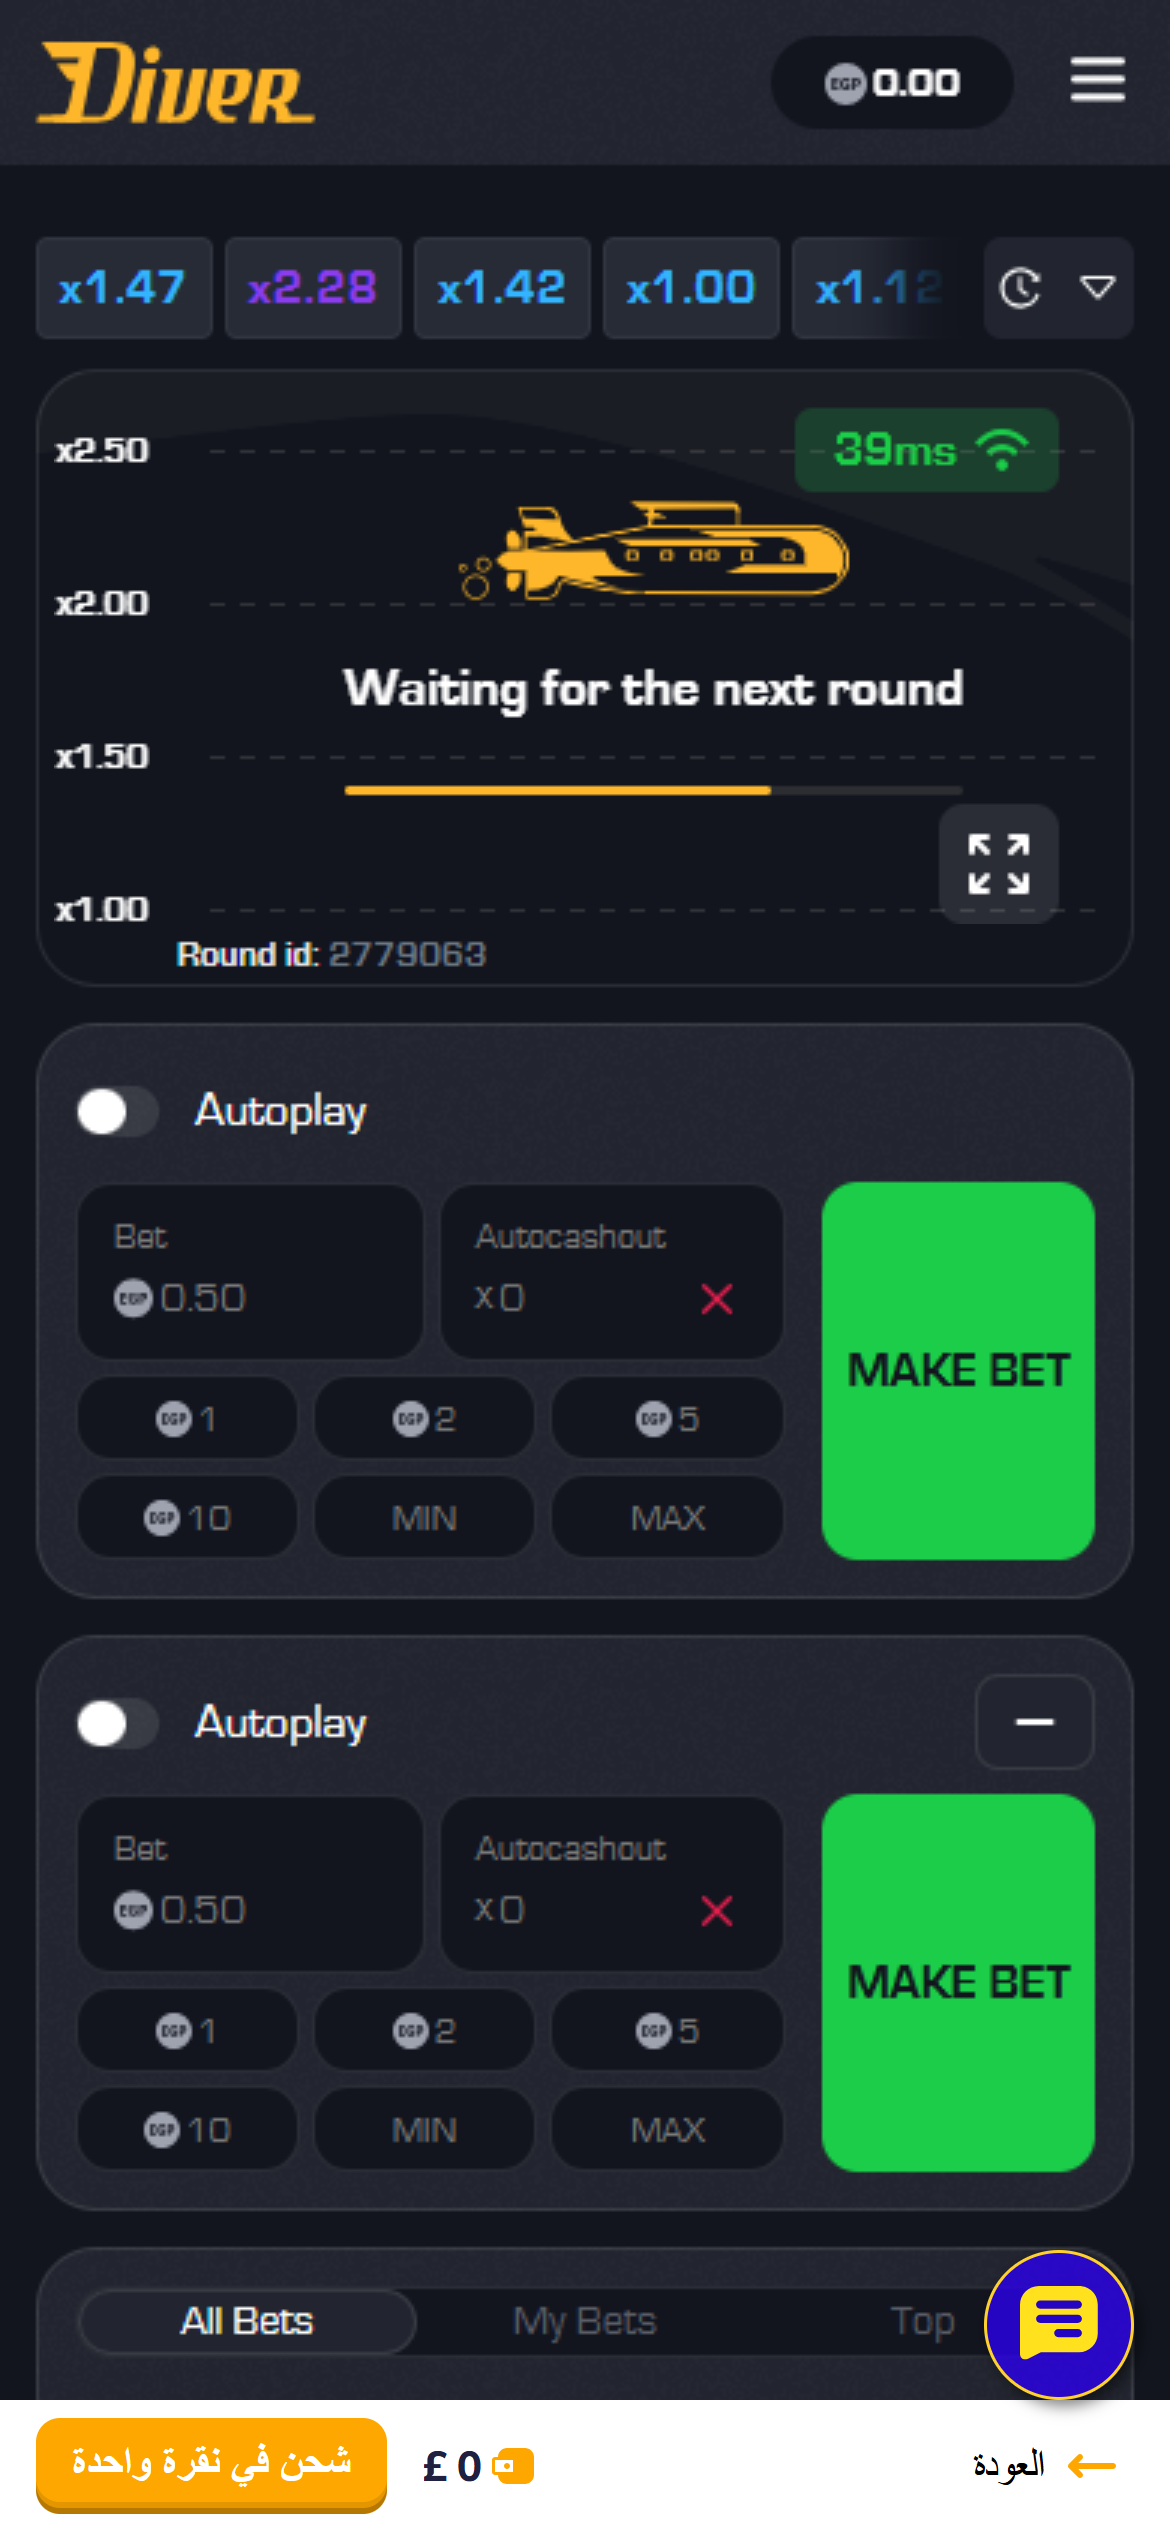 Diver
EGP 0.00
x1.47 x2.28 x1.42 x1.00 x1.12
x2.50
39ms
x2.00
Waiting for the next round
x1.50
x1.00
Round id: 2779063
Autoplay
Bet
EGP 0.50
Autocashout
x0
MAKE BET
EGP 1
EGP 2
EGP 5
EGP 10
MIN
MAX
Autoplay
Bet
EGP 0.50
Autocashout
x0
MAKE BET
EGP 1
EGP 2
EGP 5
EGP 10
MIN
MAX
All Bets
My Bets
Top
العودة
£ 0
شحن في نقرة واحدة